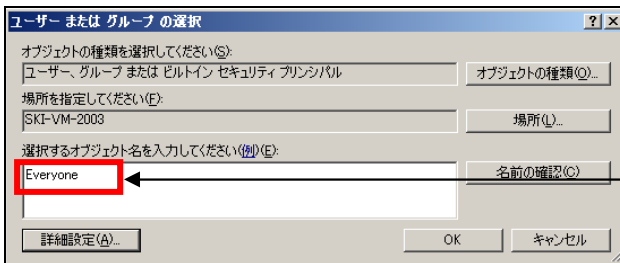 ユーザー または グループ の選択
オブジェクトの種類を選択してください(S):
ユーザー、グループ または ビルトイン セキュリティ プリンシパル
オブジェクトの種類(O)...
場所を指定してください(F):
SKI-VM-2003
場所(L)...
選択するオブジェクト名を入力してください(例)(E):
Everyone
名前の確認(C)
詳細設定(A)...
OK
キャンセル